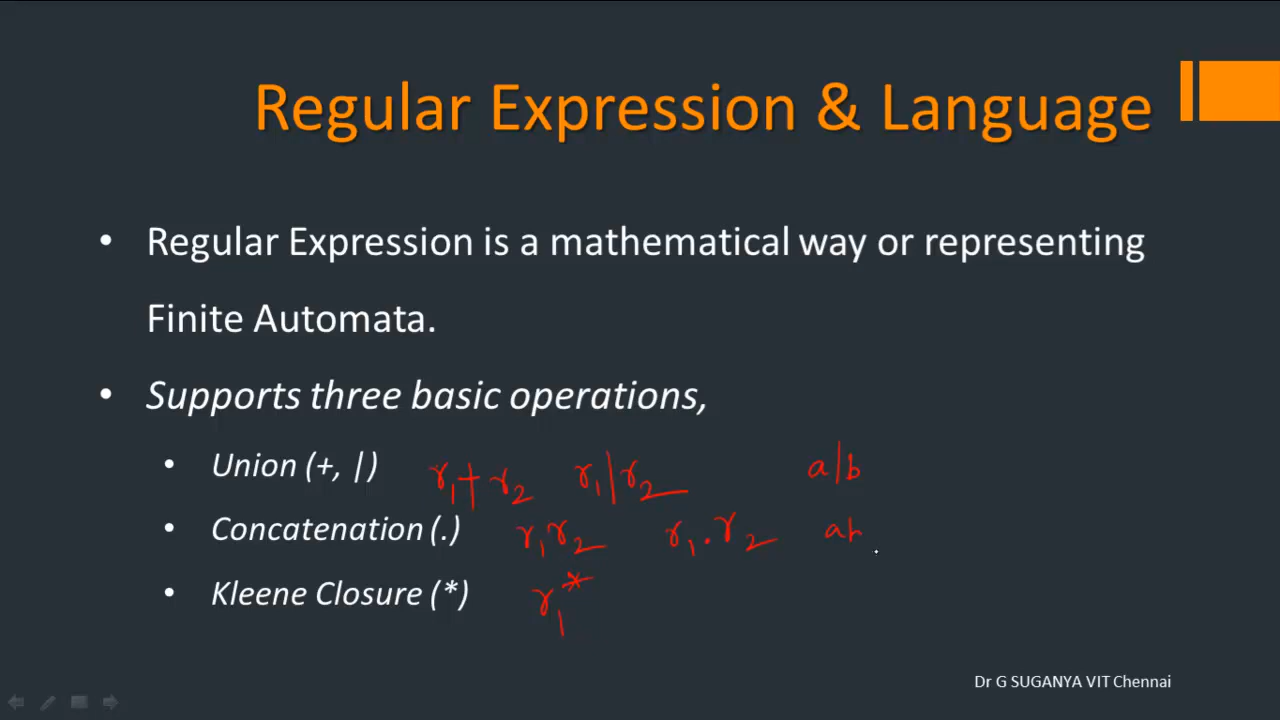 Regular Expression & Language
• Regular Expression is a mathematical way or representing
Finite Automata.
• Supports three basic operations,
• Union (+, |) r₁+r₂ r₁|r₂ a|b
• Concatenation (.) r₁r₂ r₁.r₂
• Kleene Closure (*) r₁*
Dr G SUGANYA VIT Chennai